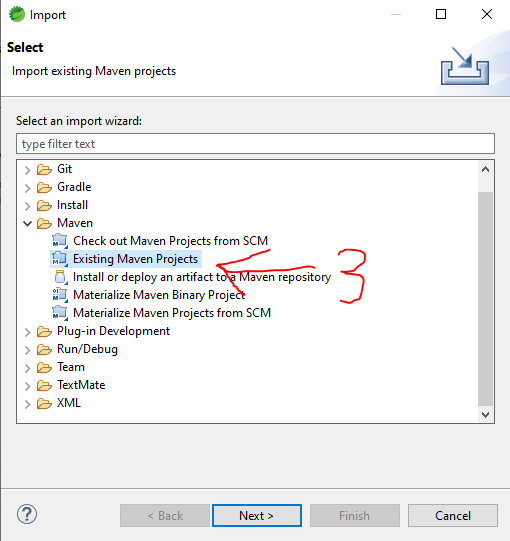 Import
Select
Import existing Maven projects
Select an import wizard:
type filter text
Git
Gradle
Install
Maven
Check out Maven Projects from SCM
Existing Maven Projects
3
Install or deploy an artifact to a Maven repository
Materialize Maven Binary Project
Materialize Maven Projects from SCM
Plug-in Development
Run/Debug
Team
TextMate
XML
?
< Back
Next >
Finish
Cancel